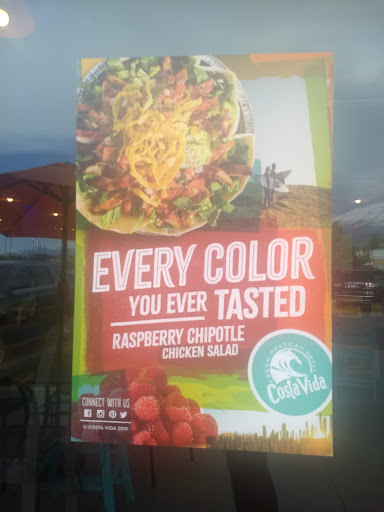 EVERY COLOR
YOU EVER TASTED
RASPBERRY CHIPOTLE
CHICKEN SALAD
FRESH MEXICAN GRILL
Costa Vida
CONNECT WITH US
© COSTA VIDA 2019